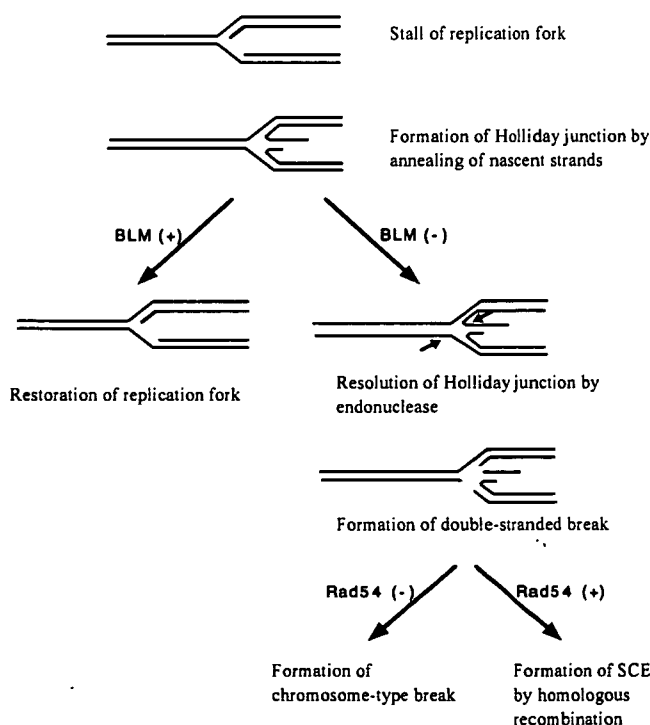 Stall of replication fork
Formation of Holliday junction by
annealing of nascent strands
BLM (+)
BLM (-)
Restoration of replication fork
Resolution of Holliday junction by
endonuclease
Formation of double-stranded break
Rad54 (-)
Rad54 (+)
Formation of
chromosome-type break
Formation of SCE
by homologous
recombination